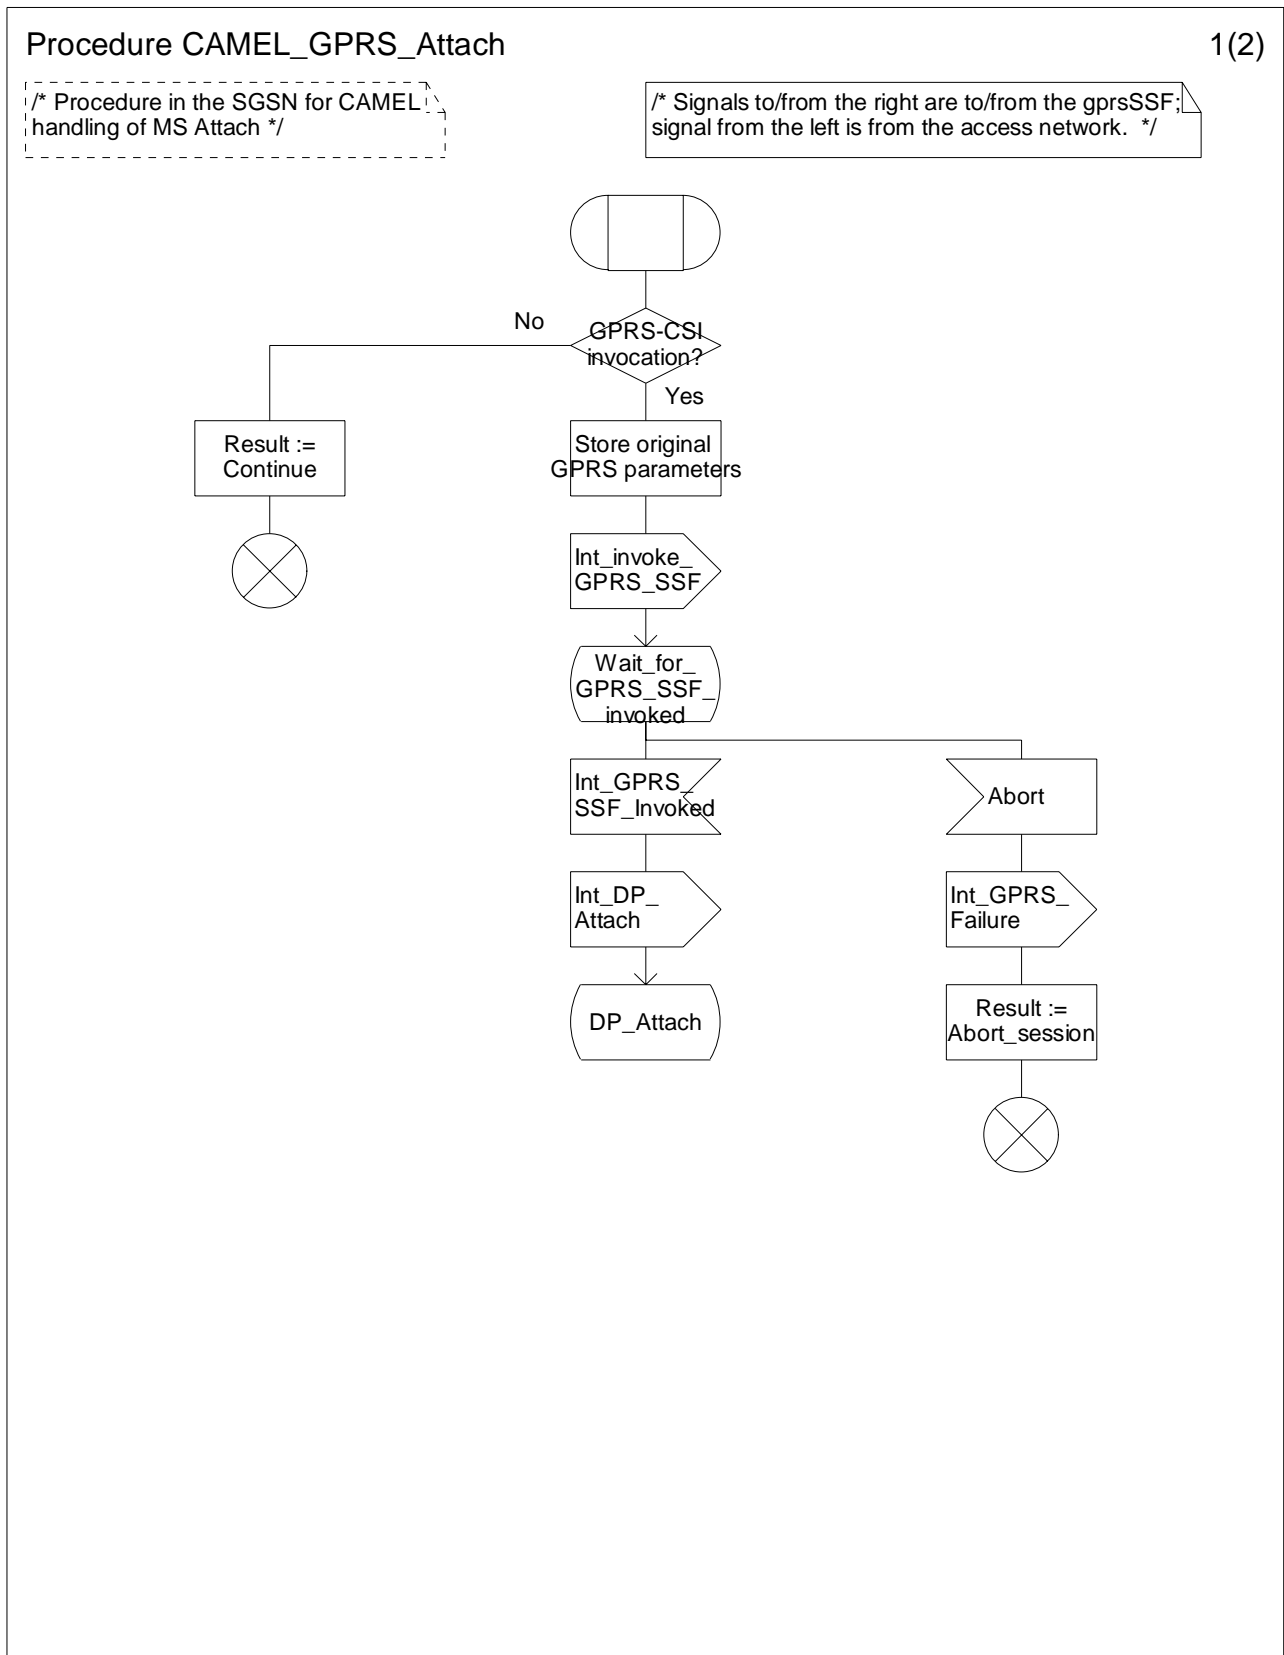 Procedure CAMEL_GPRS_Attach
1(2)
/* Procedure in the SGSN for CAMEL
handling of MS Attach */
/* Signals to/from the right are to/from the gprsSSF;
signal from the left is from the access network.  */
GPRS-CSI
invocation?
No
Yes
Result :=
Continue
Store original
GPRS parameters
Int_invoke_
GPRS_SSF
Wait_for_
GPRS_SSF_
invoked
Int_GPRS_
SSF_Invoked
Abort
Int_DP_
Attach
Int_GPRS_
Failure
DP_Attach
Result :=
Abort_session